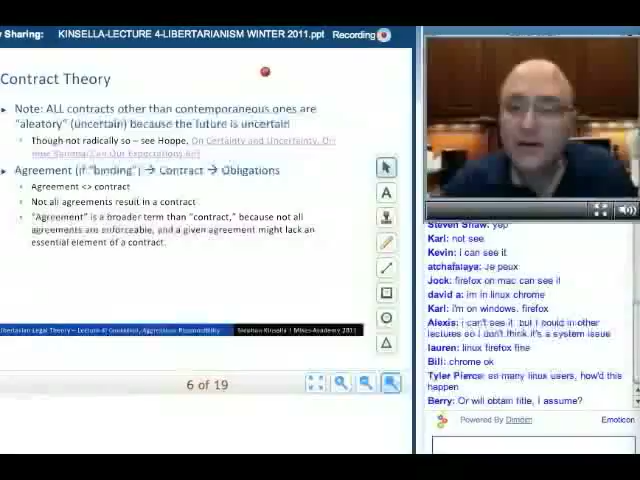 y Sharing:
KINSELLA-LECTURE 4-LIBERTARIANISM WINTER 2011.ppt
Recording
Contract Theory
Note: ALL contracts other than contemporaneous ones are
"aleatory" (uncertain) because the future is uncertain
Though not radically so – see Hoppe, On Certainty and Uncertainty, Or:
How Rational Can Our Expectations Be?
Agreement (if "binding") → Contract → Obligations
Agreement <> contract
Not all agreements result in a contract
"Agreement" is a broader term than "contract," because not all
agreements are enforceable, and a given agreement might lack an
essential element of a contract.
Libertarian Legal Theory – Lecture 4:
Stephan Kinsella | Mises Academy 2011
6 of 19
Steven Shaw: yep
Karl: not see
Kevin: i can see it
atchafalaya: Je peux
Jock: firefox on mac can see it
david a: im in linux chrome
Karl: i'm on windows. firefox
Alexis: i can't see it, but I could in other
lectures so I don't think it's a system issue
lauren: linux firefox fine
Bill: chrome ok
Tyler Pierce: so many linux users, how'd this
happen
Berry: Or will obtain title, I assume?
Powered By Dimdim
Emoticon